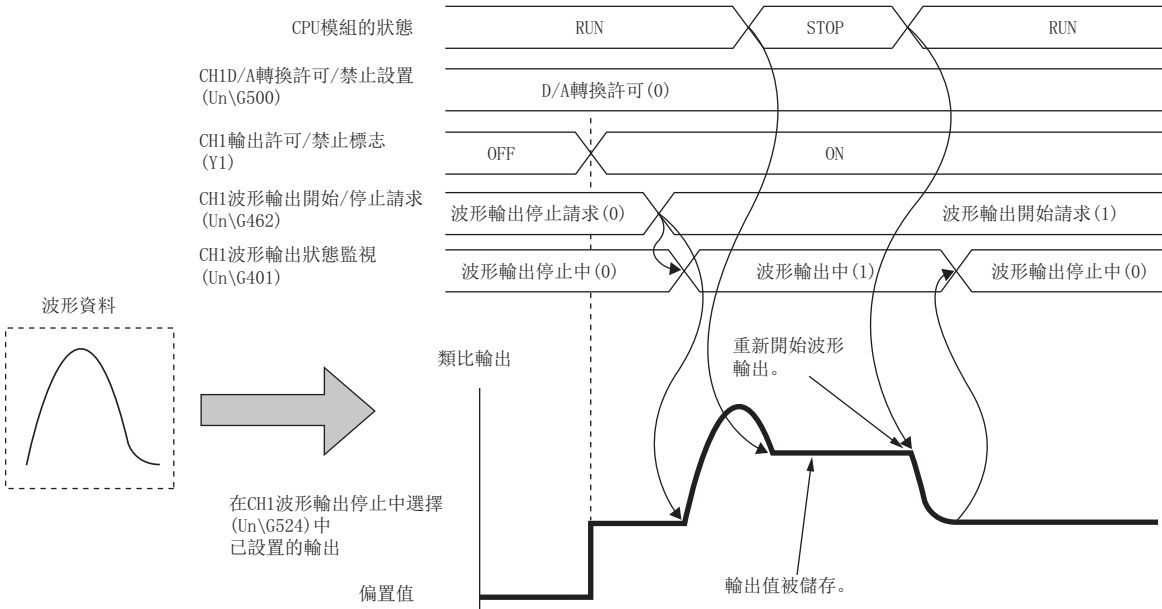 CPU模組的狀態
RUN
STOP
RUN
CH1D/A轉換許可/禁止設置
(Un\G500)
D/A轉換許可(0)
CH1輸出許可/禁止標志
(Y1)
OFF
ON
CH1波形輸出開始/停止請求
(Un\G462)
波形輸出停止請求(0)
波形輸出開始請求(1)
CH1波形輸出狀態監視
(Un\G401)
波形輸出停止中(0)
波形輸出中(1)
波形輸出停止中(0)
波形資料
類比輸出
重新開始波形
輸出。
在CH1波形輸出停止中選擇
(Un\G524)中
已設置的輸出
偏置值
輸出值被儲存。